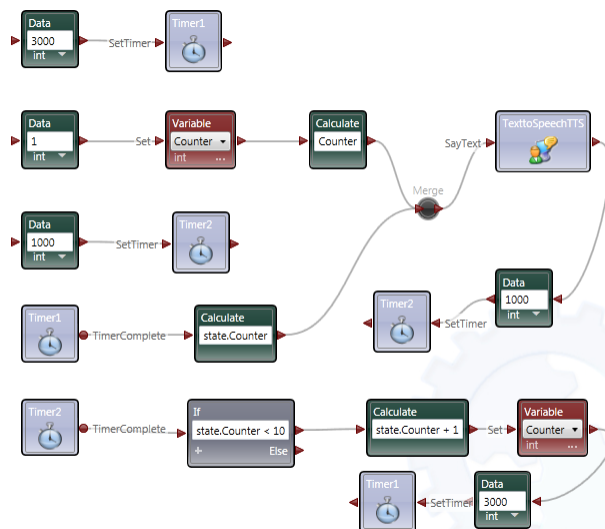 Data
3000
int
SetTimer
Timer1
Data
1
int
Set
Variable
Counter
int
...
Calculate
Counter
Merge
SayText
TexttoSpeechTTS
Data
1000
int
SetTimer
Timer2
Timer2
SetTimer
Data
1000
int
Timer1
TimerComplete
Calculate
state.Counter
Timer2
TimerComplete
If
state.Counter < 10
+
Else
Calculate
state.Counter + 1
Set
Variable
Counter
int
...
Timer1
SetTimer
Data
3000
int